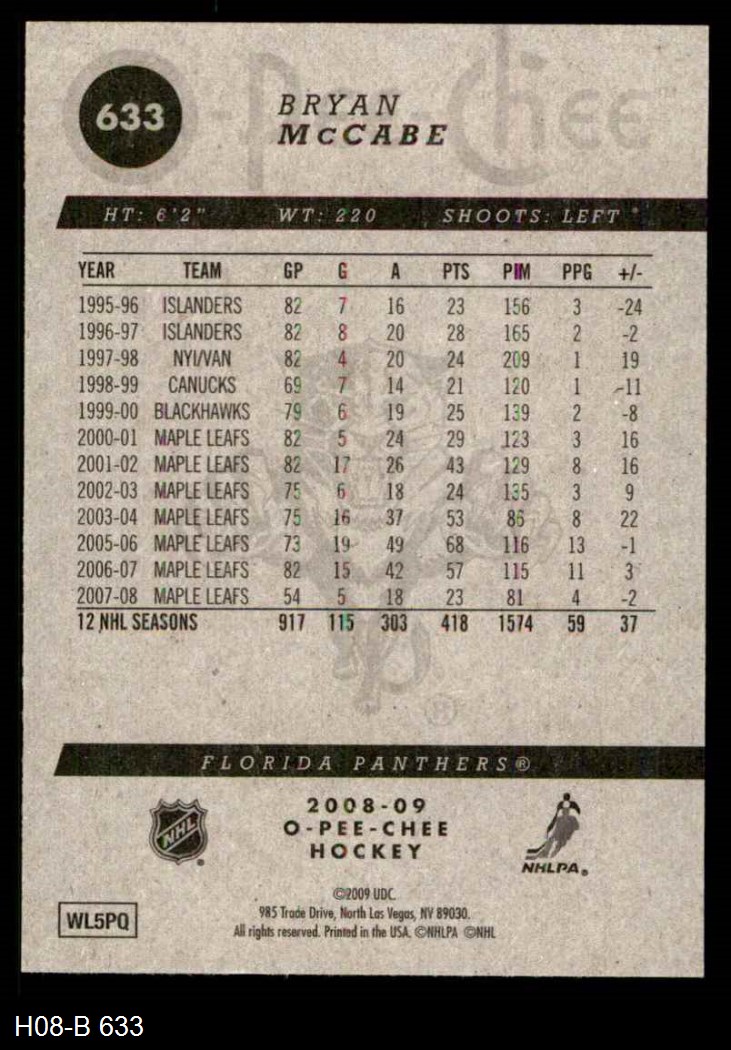 O-Pee-Chee™
633
BRYAN
McCABE
HT: 6'2" WT: 220 SHOOTS: LEFT
YEAR TEAM GP G A PTS PIM PPG +/-
1995-96 ISLANDERS 82 7 16 23 156 3 -24
1996-97 ISLANDERS 82 8 20 28 165 2 -2
1997-98 NYI/VAN 82 4 20 24 209 1 19
1998-99 CANUCKS 69 7 14 21 120 1 -11
1999-00 BLACKHAWKS 79 6 19 25 139 2 -8
2000-01 MAPLE LEAFS 82 5 24 29 123 3 16
2001-02 MAPLE LEAFS 82 17 26 43 129 8 16
2002-03 MAPLE LEAFS 75 6 18 24 135 3 9
2003-04 MAPLE LEAFS 75 16 37 53 86 8 22
2005-06 MAPLE LEAFS 73 19 49 68 116 13 -1
2006-07 MAPLE LEAFS 82 15 42 57 115 11 3
2007-08 MAPLE LEAFS 54 5 18 23 81 4 -2
12 NHL SEASONS 917 115 303 418 1574 59 37
®
FLORIDA PANTHERS®
NHL®
2008-09
O-PEE-CHEE
HOCKEY
NHLPA®
©2009 UDC.
985 Trade Drive, North Las Vegas, NV 89030.
All rights reserved. Printed in the USA. ©NHLPA ©NHL
WL5PQ
H08-B 633